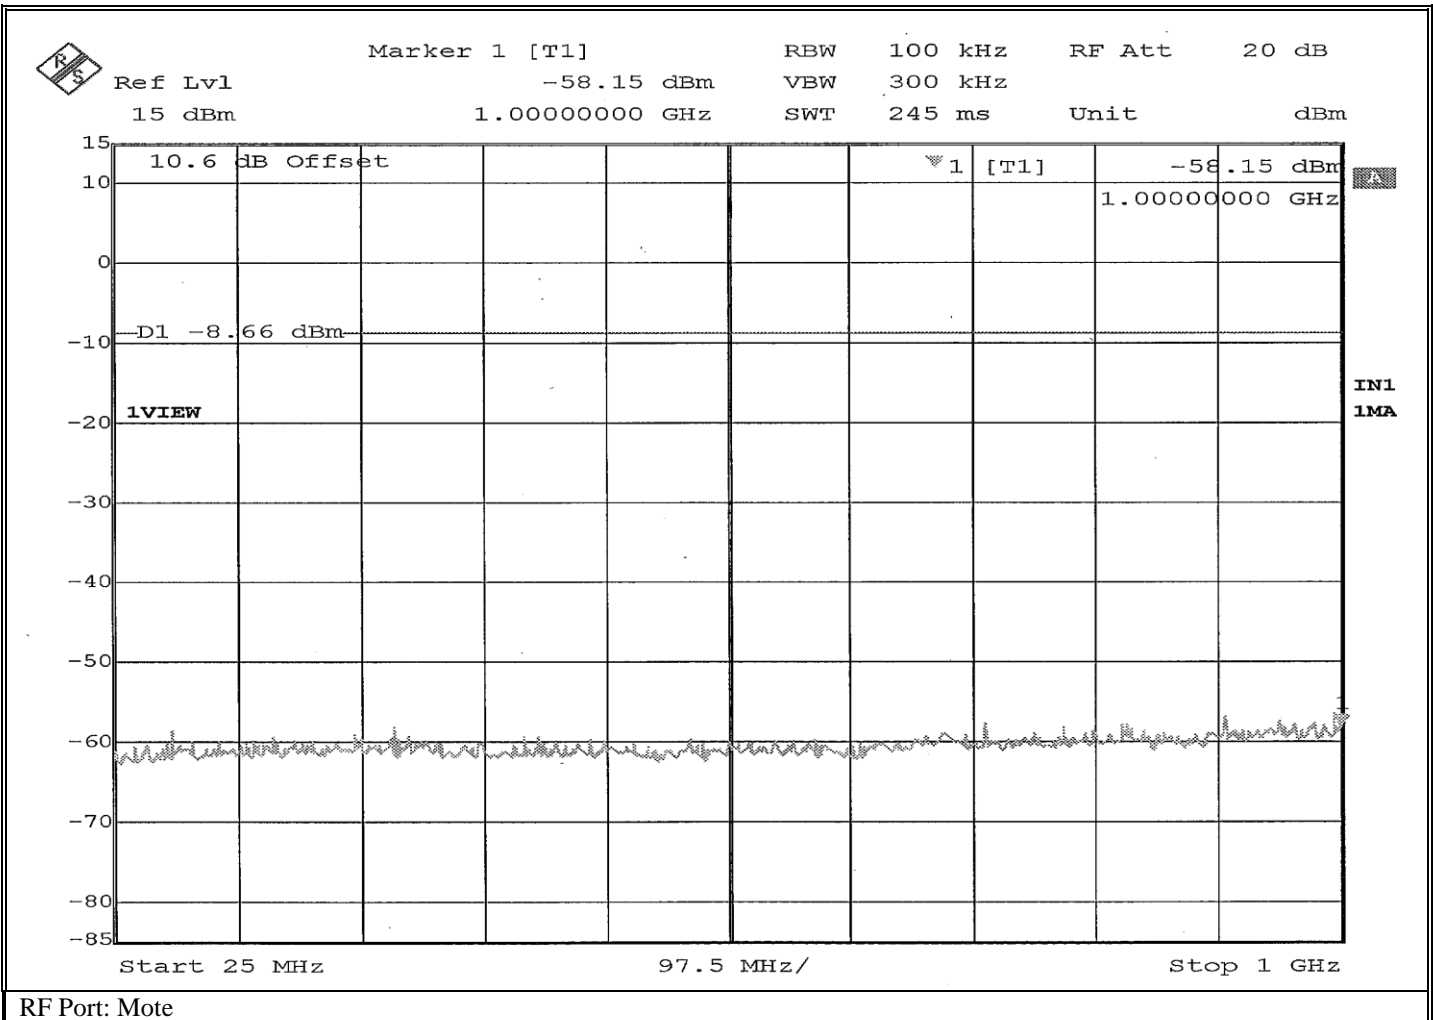 R S
Marker 1 [T1] RBW 100 kHz RF Att 20 dB
Ref Lvl -58.15 dBm VBW 300 kHz
15 dBm 1.00000000 GHz SWT 245 ms Unit dBm
15
10.6 dB Offset 1 [T1] -58.15 dBm
10 A
1.00000000 GHz
0
D1 -8.66 dBm
-10
IN1
1VIEW 1MA
-20
-30
-40
-50
-60
-70
-80
-85
Start 25 MHz 97.5 MHz/ Stop 1 GHz
RF Port: Mote